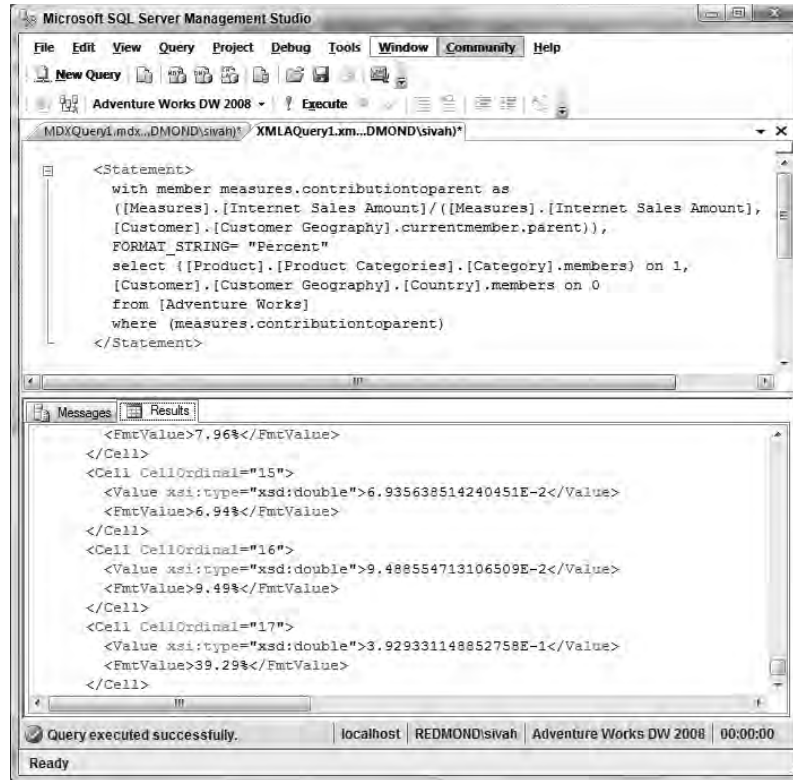 Microsoft SQL Server Management Studio
File Edit View Query Project Debug Tools Window Community Help
New Query
Adventure Works DW 2008 Execute
MDXQuery1.mdx...DMOND\sivah)* XMLAQuery1.xm...DMOND\sivah)*
<Statement>
with member measures.contributiontoparent as
([Measures].[Internet Sales Amount]/([Measures].[Internet Sales Amount],
[Customer].[Customer Geography].currentmember.parent)),
FORMAT_STRING= "Percent"
select {[Product].[Product Categories].[Category].members} on 1,
[Customer].[Customer Geography].[Country].members on 0
from [Adventure Works]
where (measures.contributiontoparent)
</Statement>
Messages Results
<FmtValue>7.96%</FmtValue>
</Cell>
<Cell CellOrdinal="15">
<Value xsi:type="xsd:double">6.935638514240451E-2</Value>
<FmtValue>6.94%</FmtValue>
</Cell>
<Cell CellOrdinal="16">
<Value xsi:type="xsd:double">9.488554713106509E-2</Value>
<FmtValue>9.49%</FmtValue>
</Cell>
<Cell CellOrdinal="17">
<Value xsi:type="xsd:double">3.929331148852758E-1</Value>
<FmtValue>39.29%</FmtValue>
</Cell>
Query executed successfully. localhost REDMOND\sivah Adventure Works DW 2008 00:00:00
Ready